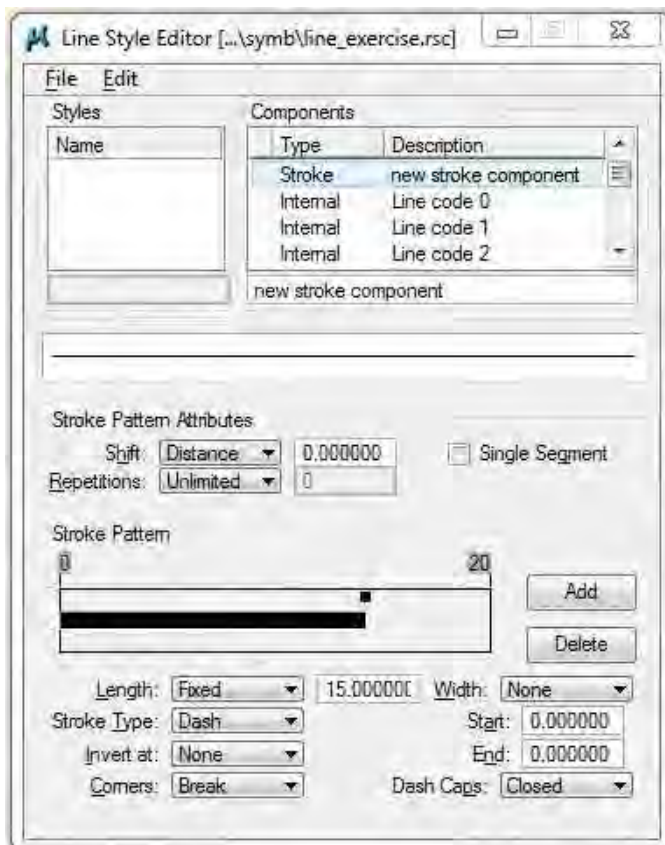 Line Style Editor [...\symb\line_exercise.rsc]
File Edit
Styles Components
Name Type Description
Stroke new stroke component
Internal Line code 0
Internal Line code 1
Internal Line code 2
new stroke component
Stroke Pattern Attributes
Shift: Distance 0.000000 Single Segment
Repetitions: Unlimited 0
Stroke Pattern
0 20
Add
Delete
Length: Fixed 15.000000 Width: None
Stroke Type: Dash Start: 0.000000
Invert at: None End: 0.000000
Corners: Break Dash Caps: Closed